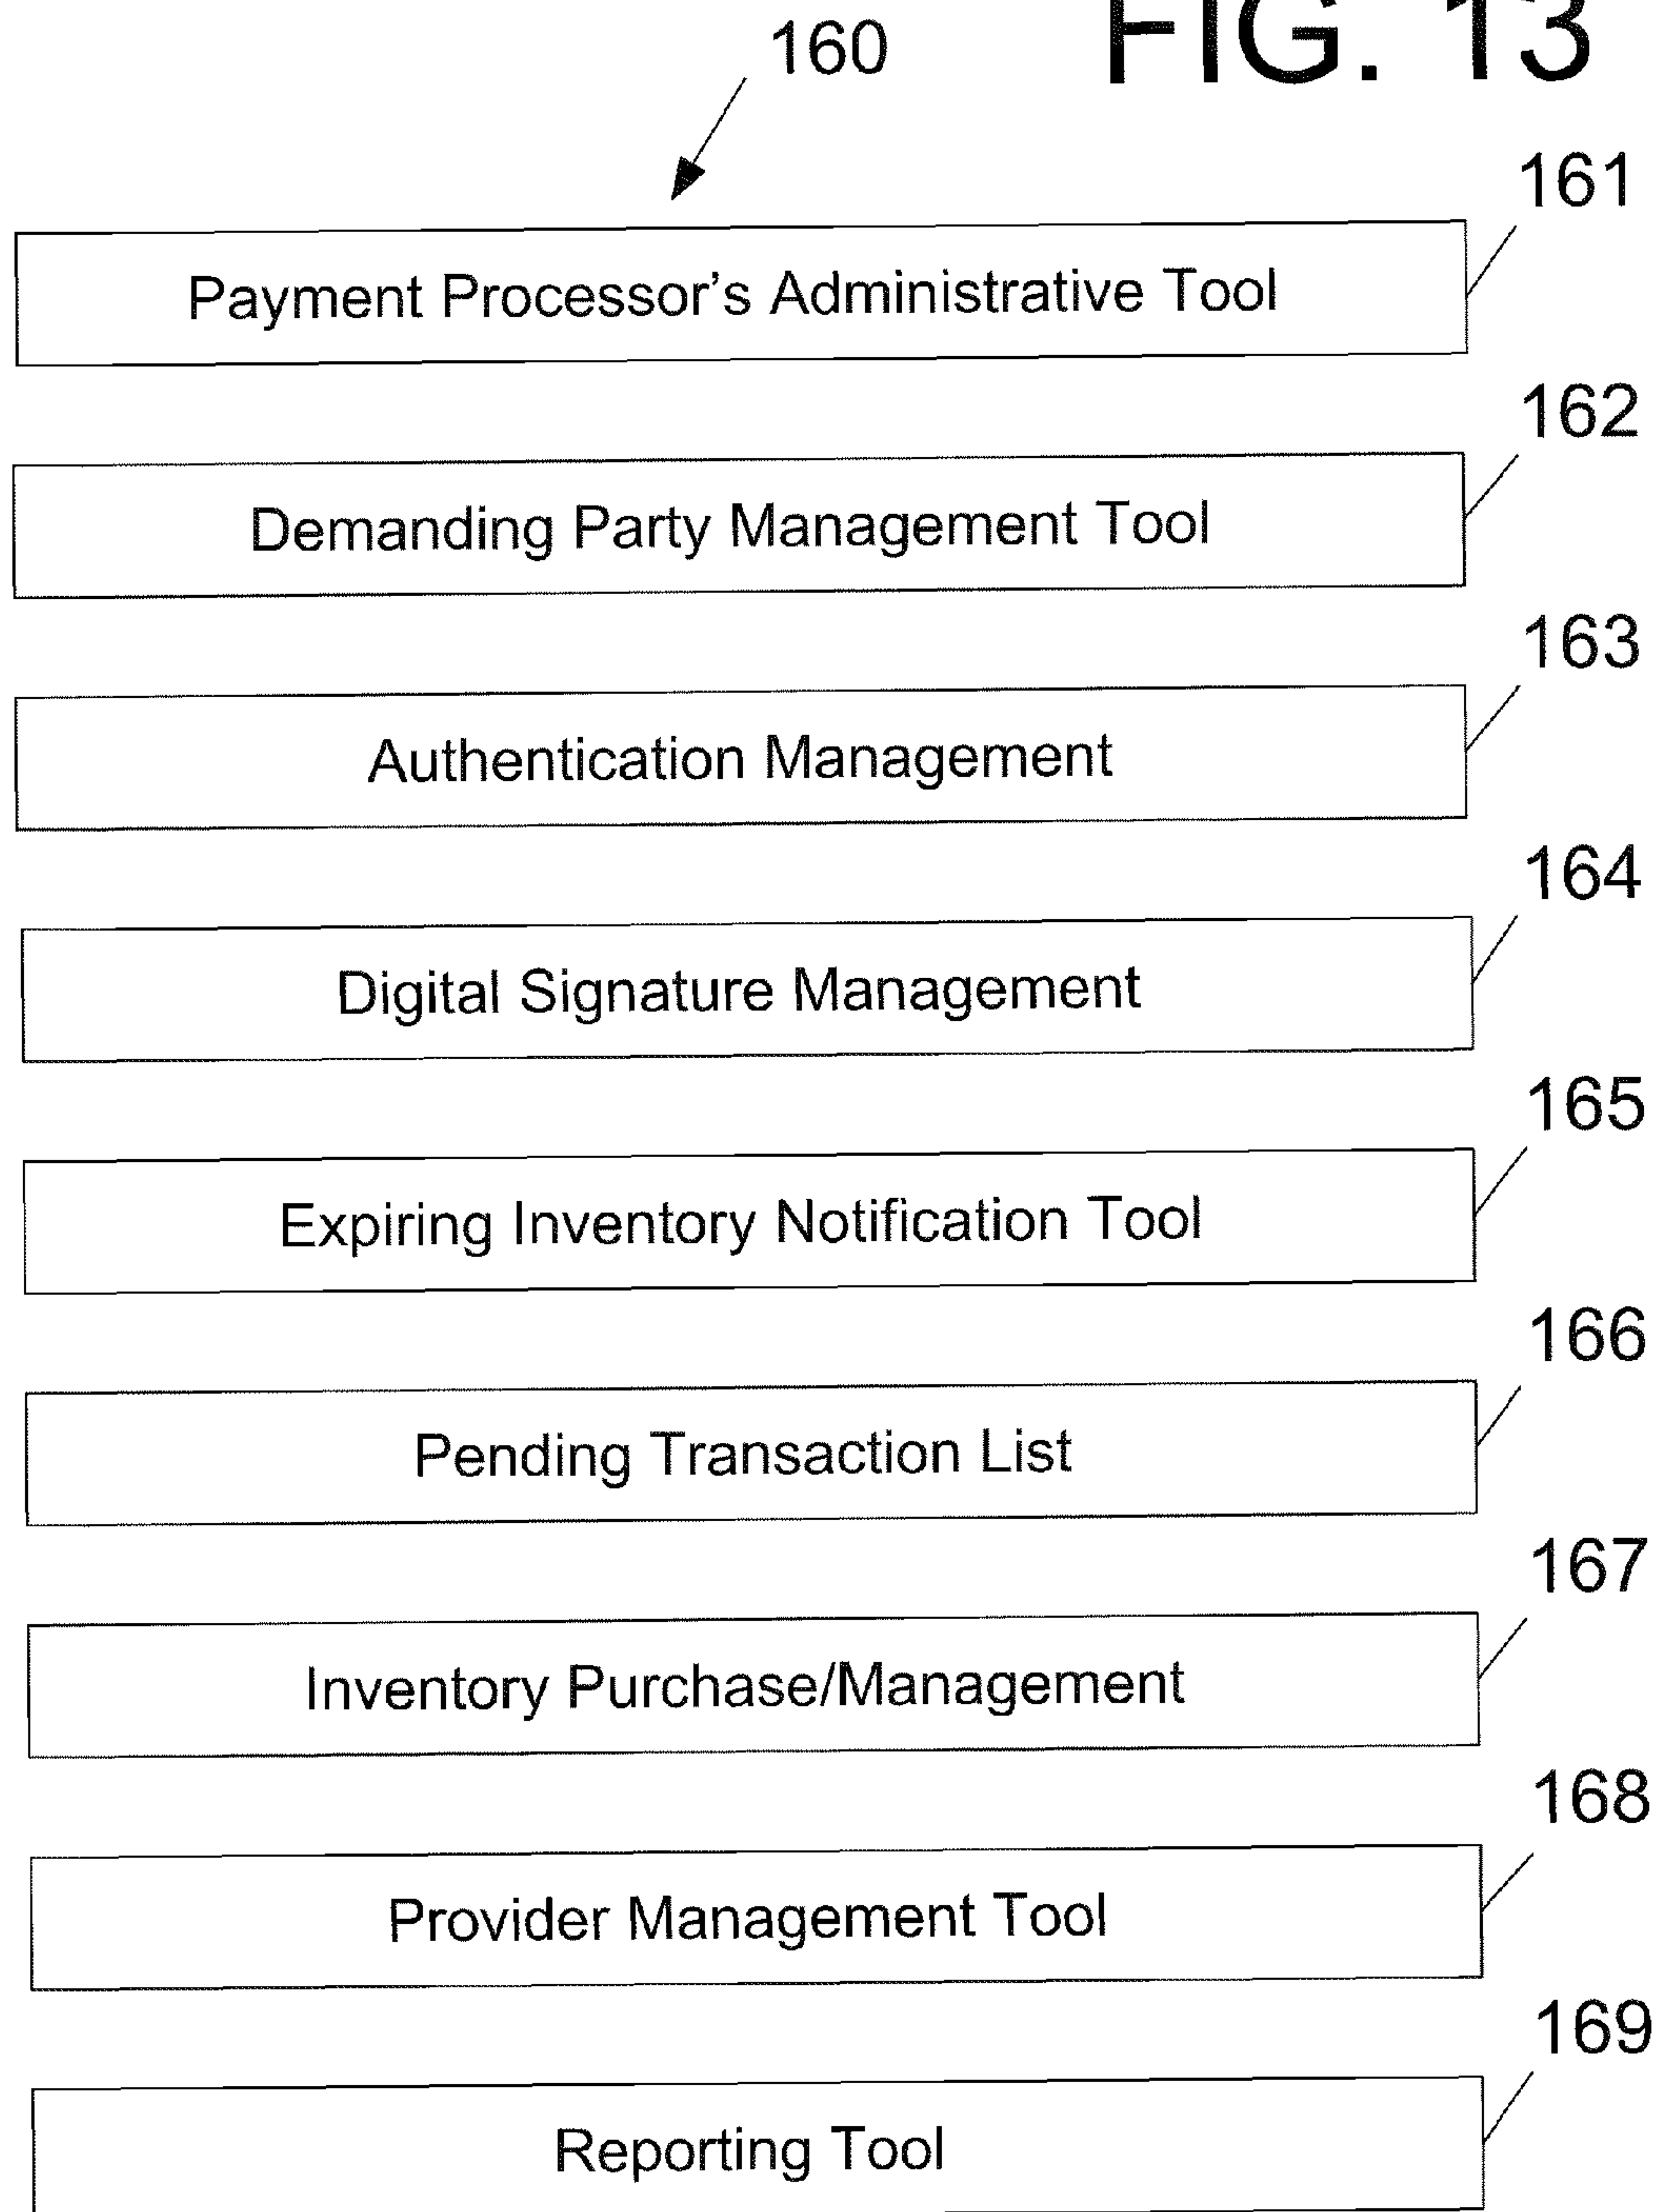 FIG. 13
160
161
Payment Processor’s Administrative Tool
162
Demanding Party Management Tool
163
Authentication Management
164
Digital Signature Management
165
Expiring Inventory Notification Tool
166
Pending Transaction List
167
Inventory Purchase/Management
168
Provider Management Tool
169
Reporting Tool